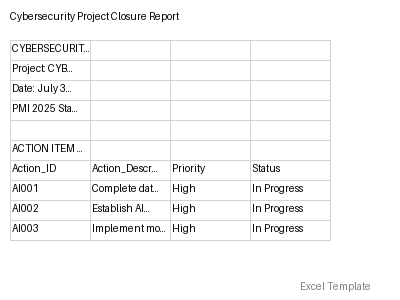 Cybersecurity Project Closure Report
CYBERSECURIT...
Project: CYB...
Date: July 3...
PMI 2025 Sta...
ACTION ITEM ...
Action_ID Action_Descr... Priority Status
AI001 Complete dat... High In Progress
AI002 Establish AI... High In Progress
AI003 Implement mo... High In Progress
Excel Template